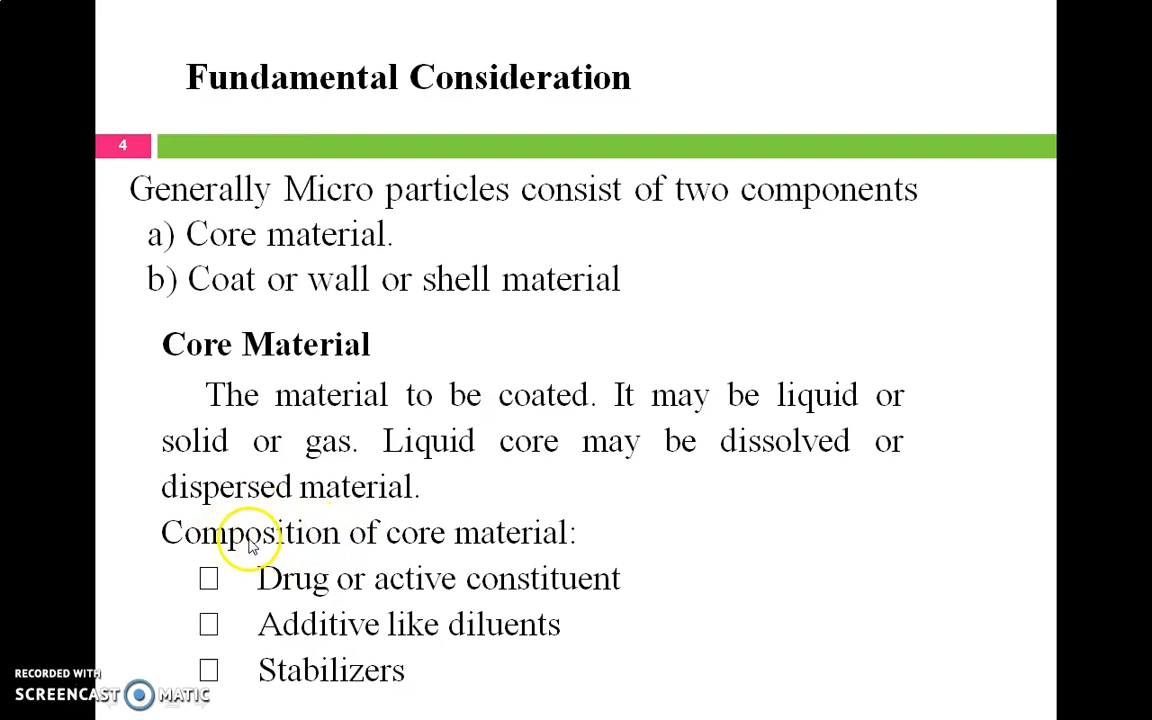 Fundamental Consideration
4
Generally Micro particles consist of two components
a) Core material.
b) Coat or wall or shell material
Core Material
The material to be coated. It may be liquid or
solid or gas. Liquid core may be dissolved or
dispersed material.
Composition of core material:
Drug or active constituent
Additive like diluents
Stabilizers
RECORDED WITH
SCREENCAST MATIC